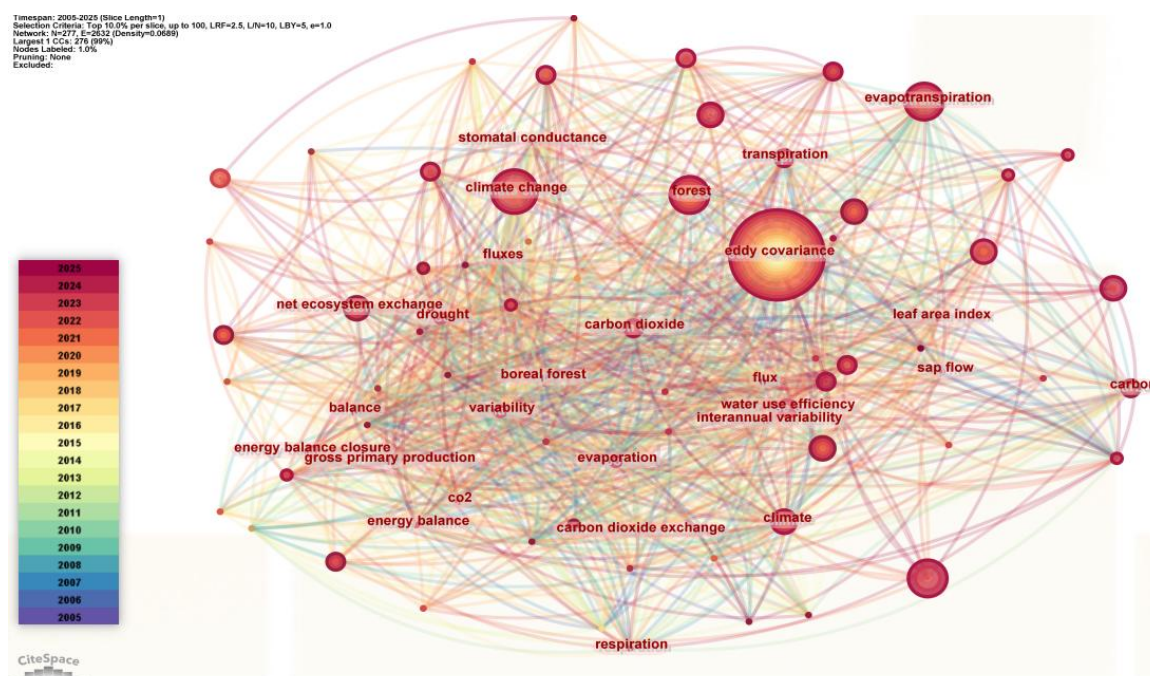 Timespan: 2005-2025 (Slice Length=1)
Selection Criteria: Top 10.0% per slice, up to 100, LRF=2.5, L/N=10, LBY=5, e=1.0
Network: N=277, E=2632 (Density=0.0689)
Largest 1 CCs: 276 (99%)
Nodes Labeled: 1.0%
Pruning: None
Excluded:
evapotranspiration
stomatal conductance
transpiration
climate change
forest
eddy covariance
fluxes
net ecosystem exchange
drought
carbon dioxide
leaf area index
boreal forest
flux
sap flow
carbon
balance
variability
water use efficiency
interannual variability
energy balance closure
gross primary production
evaporation
co2
energy balance
carbon dioxide exchange
climate
respiration
2025
2024
2023
2022
2021
2020
2019
2018
2017
2016
2015
2014
2013
2012
2011
2010
2009
2008
2007
2006
2005
CiteSpace